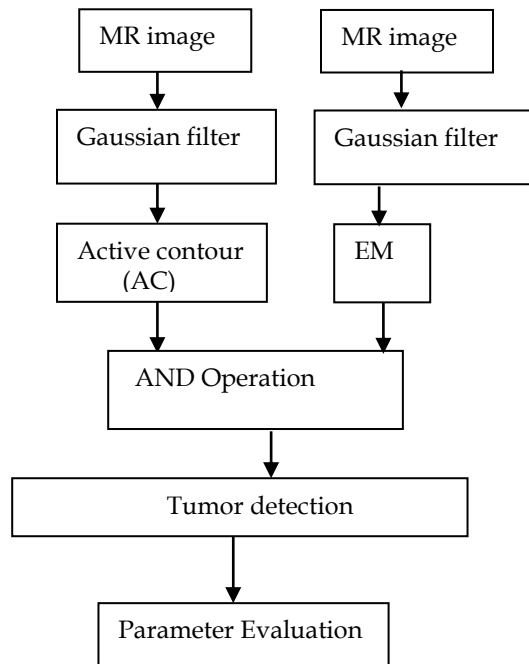 MR image
MR image
Gaussian filter
Gaussian filter
Active contour
(AC)
EM
AND Operation
Tumor detection
Parameter Evaluation